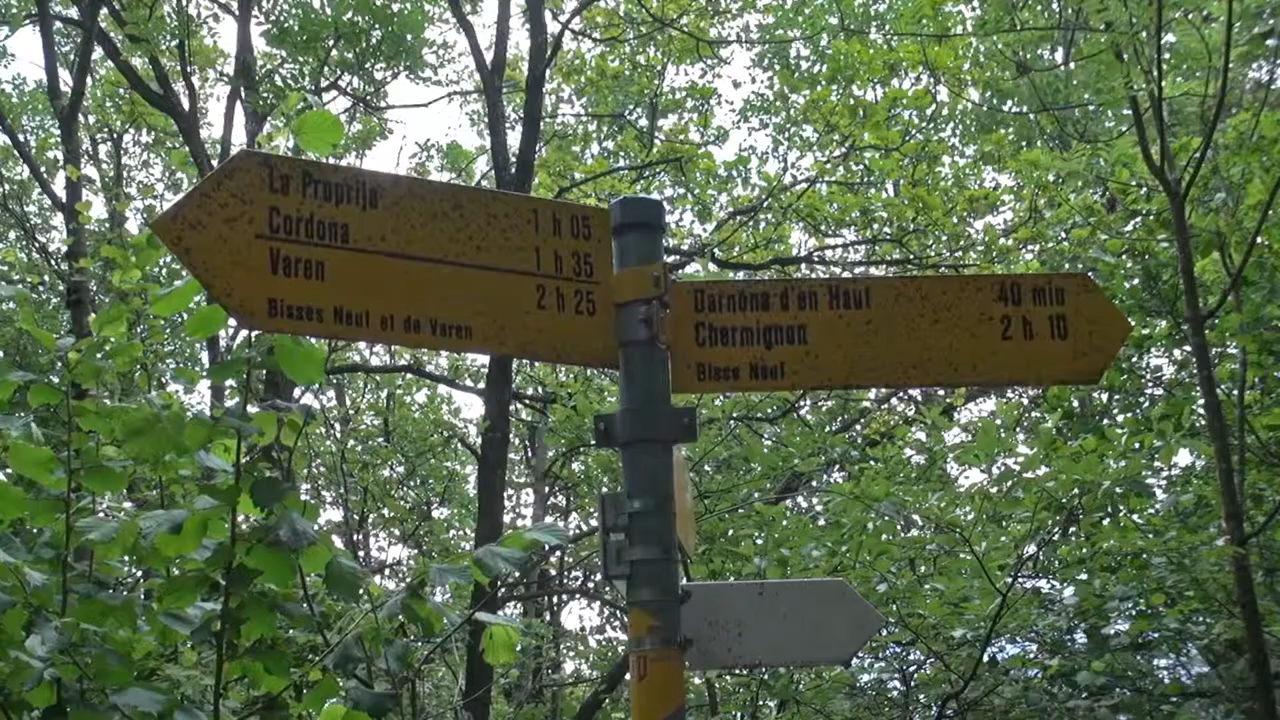 La Proprija 1 h 05
Cordona 1 h 35
Varen 2 h 25
Bisses Neuf et de Varen
Darnona d'en Haut 40 min
Chermignon 2 h 10
Bisse Neuf